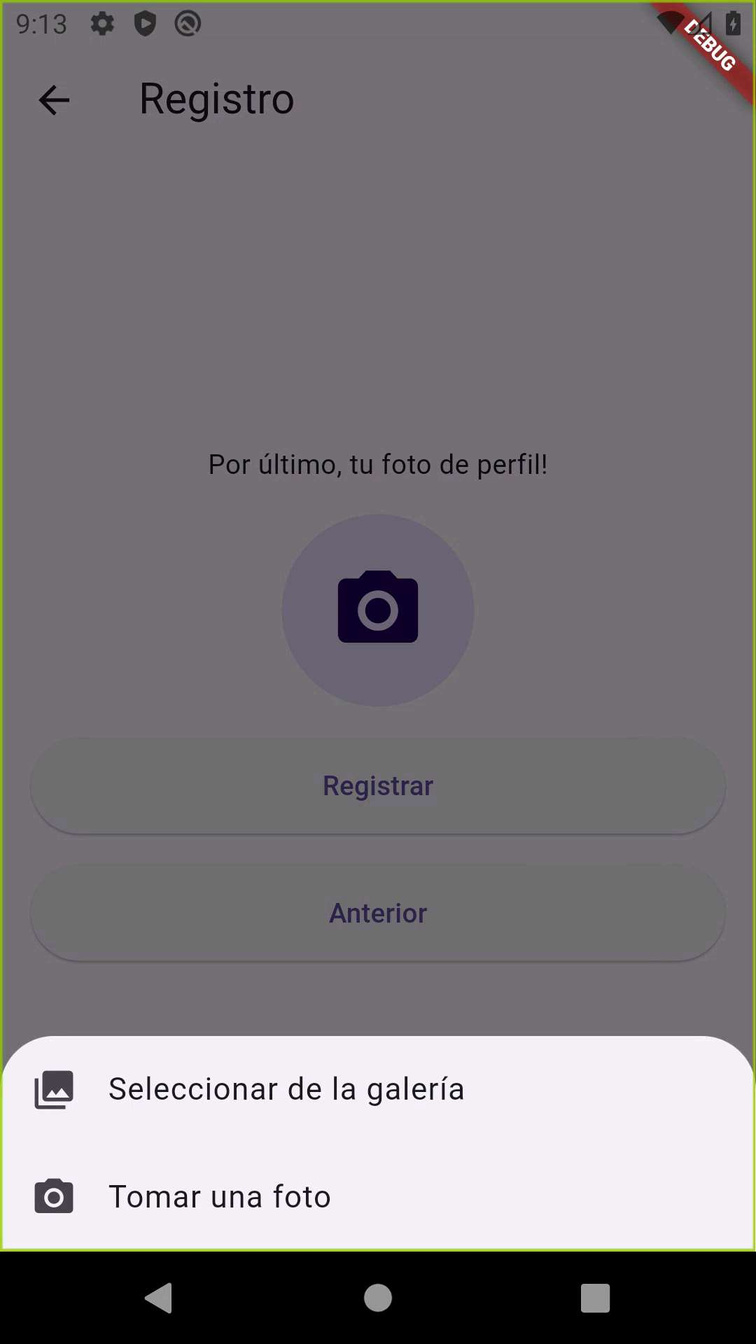 9:13
DEBUG
Registro
Por último, tu foto de perfil!
Registrar
Anterior
Seleccionar de la galería
Tomar una foto